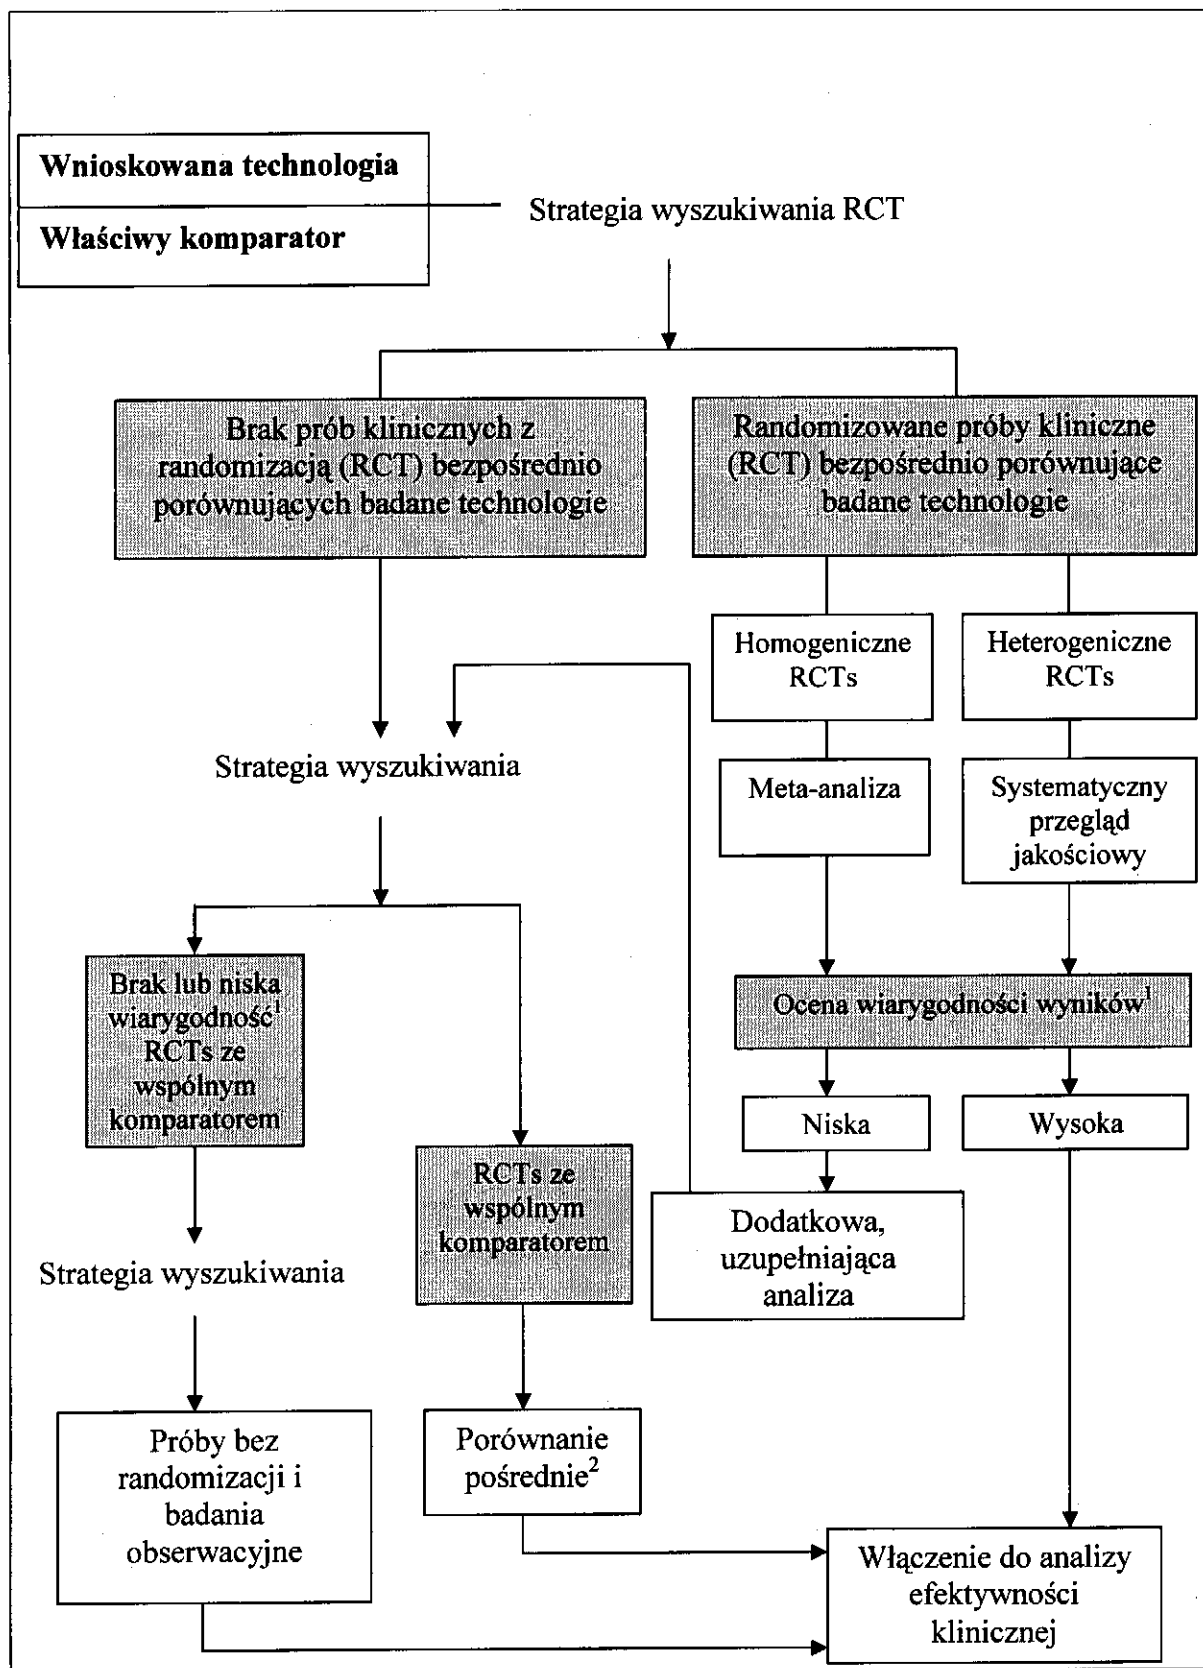 Wnioskowana technologia
Właściwy komparator
Strategia wyszukiwania RCT
Brak prób klinicznych z
randomizacją (RCT) bezpośrednio
porównujących badane technologie
Randomizowane próby kliniczne
(RCT) bezpośrednio porównujące
badane technologie
Homogeniczne
RCTs
Heterogeniczne
RCTs
Strategia wyszukiwania
Meta-analiza
Systematyczny
przegląd
jakościowy
Brak lub niska
wiarygodność¹
RCTs ze
wspólnym
komparatorem
Ocena wiarygodności wyników¹
Niska
Wysoka
RCTs ze
wspólnym
komparatorem
Dodatkowa,
uzupełniająca
analiza
Strategia wyszukiwania
Próby bez
randomizacji i
badania
obserwacyjne
Porównanie
pośrednie²
Włączenie do analizy
efektywności
klinicznej